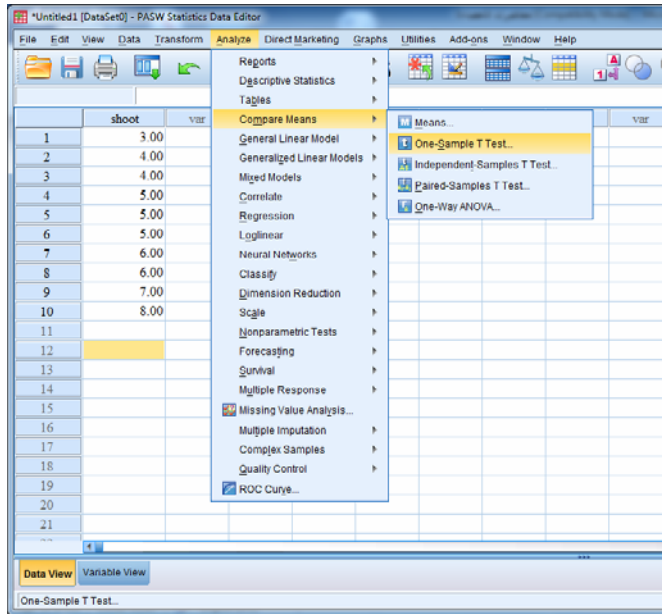 *Untitled1 [DataSet0] - PASW Statistics Data Editor
File Edit View Data Transform Analyze Direct Marketing Graphs Utilities Add-ons Window Help
Reports
Descriptive Statistics
Tables
Compare Means
General Linear Model
Generalized Linear Models
Mixed Models
Correlate
Regression
Loglinear
Neural Networks
Classify
Dimension Reduction
Scale
Nonparametric Tests
Forecasting
Survival
Multiple Response
Missing Value Analysis...
Multiple Imputation
Complex Samples
Quality Control
ROC Curve...
Means...
One-Sample T Test...
Independent-Samples T Test...
Paired-Samples T Test...
One-Way ANOVA...
shoot var var
1 3.00
2 4.00
3 4.00
4 5.00
5 5.00
6 5.00
7 6.00
8 6.00
9 7.00
10 8.00
11
12
13
14
15
16
17
18
19
20
21
Data View Variable View
One-Sample T Test...